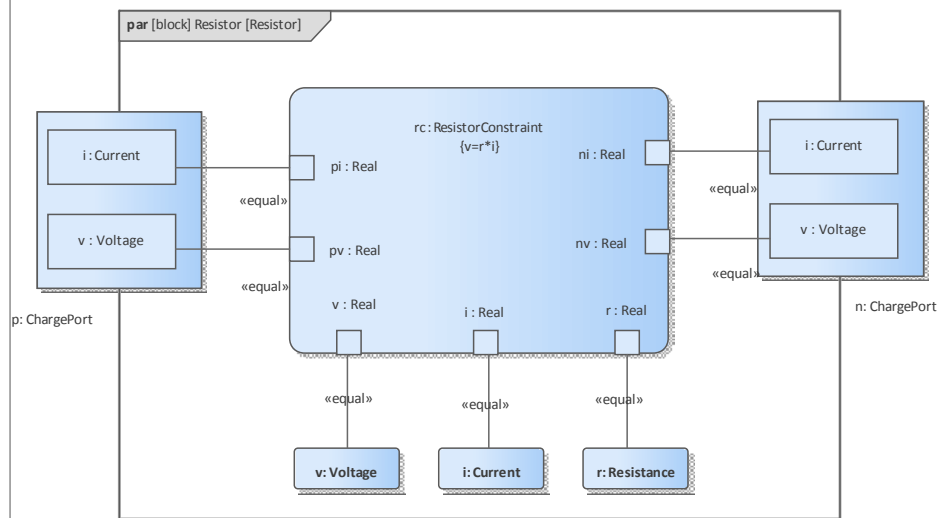 par [block] Resistor [Resistor]
rc: ResistorConstraint
{v=r*i}
i: Current
pi : Real
«equal»
v : Voltage
pv : Real
«equal»
p: ChargePort
ni : Real
i: Current
«equal»
nv : Real
v : Voltage
«equal»
n: ChargePort
v : Real
i : Real
r : Real
«equal»
«equal»
«equal»
v: Voltage
i: Current
r: Resistance